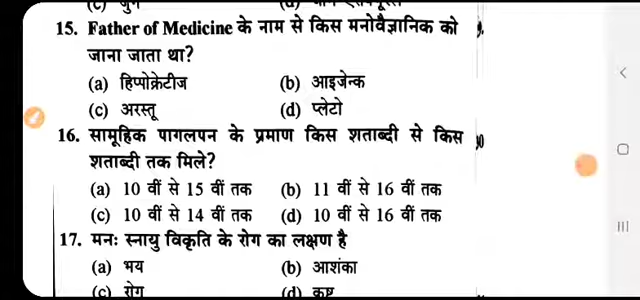 (c) जुंग
15. Father of Medicine के नाम से किस मनोवैज्ञानिक को
जाना जाता था?
(a) हिप्पोक्रेटीज (b) आइजेन्क
(c) अरस्तू (d) प्लेटो
16. सामूहिक पागलपन के प्रमाण किस शताब्दी से किस
शताब्दी तक मिले?
(a) 10 वीं से 15 वीं तक (b) 11 वीं से 16 वीं तक
(c) 10 वीं से 14 वीं तक (d) 10 वीं से 16 वीं तक
17. मनः स्नायु विकृति के रोग का लक्षण है
(a) भय (b) आशंका
(c) रोग (d) कष्ट